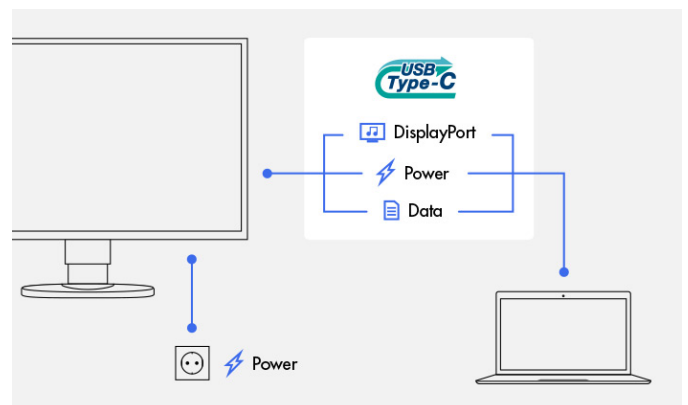 USB
Type-C
DisplayPort
Power
Data
Power